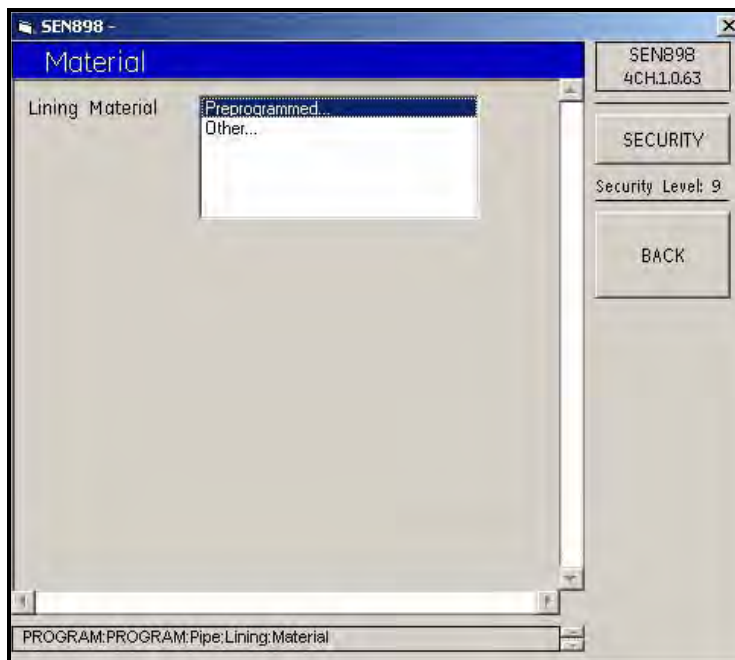 SEN898 -
Material
SEN898
4CH.1.0.63
Lining Material
Preprogrammed...
Other...
SECURITY
Security Level: 9
BACK
PROGRAM:PROGRAM:Pipe:Lining:Material